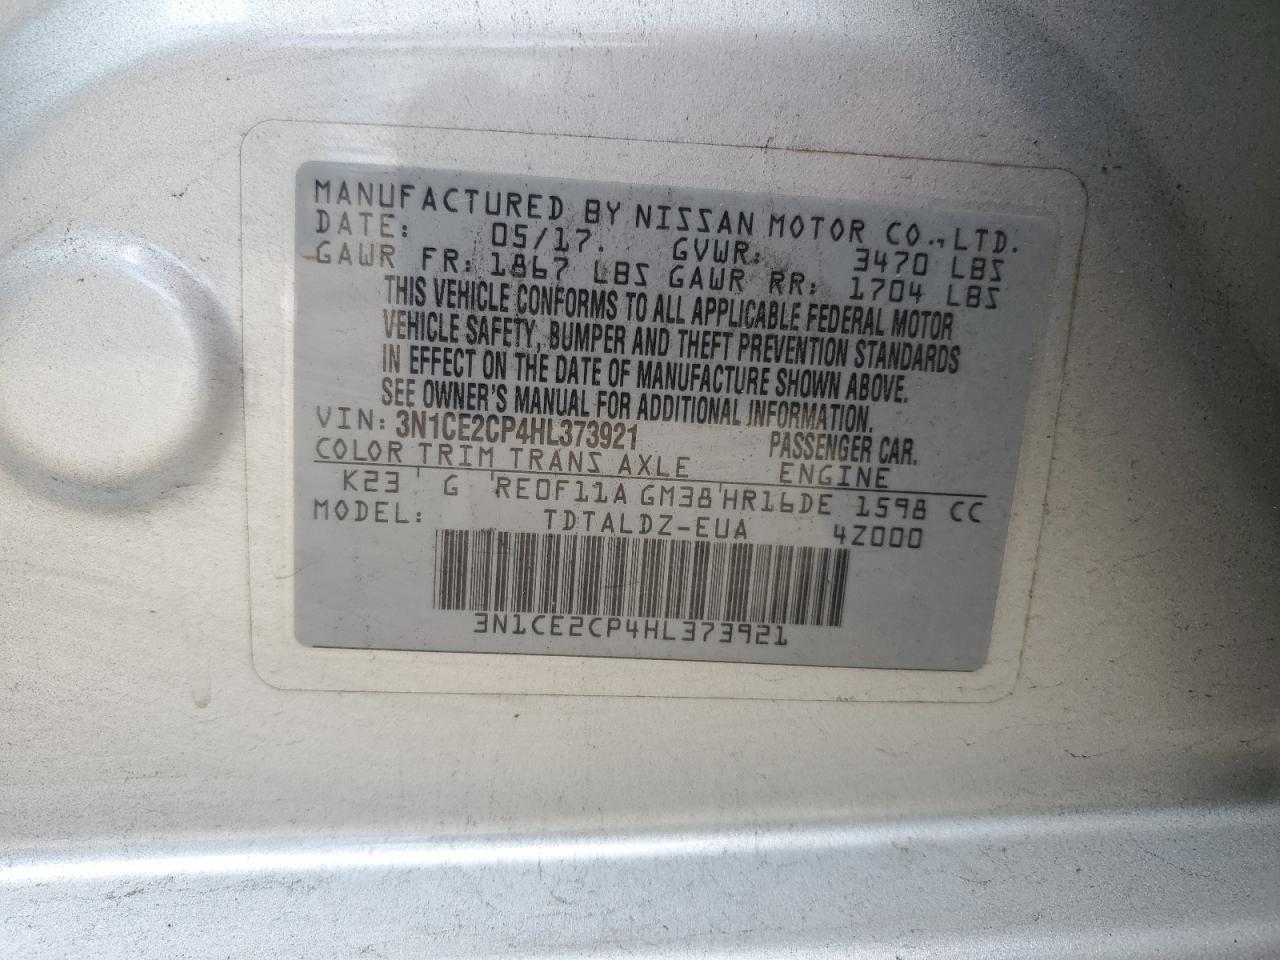 MANUFACTURED BY NISSAN MOTOR CO.,LTD.
DATE: 05/17. GVWR: 3470 LBS
GAWR FR: 1867 LBS GAWR RR: 1704 LBS
THIS VEHICLE CONFORMS TO ALL APPLICABLE FEDERAL MOTOR
VEHICLE SAFETY, BUMPER AND THEFT PREVENTION STANDARDS
IN EFFECT ON THE DATE OF MANUFACTURE SHOWN ABOVE.
SEE OWNER'S MANUAL FOR ADDITIONAL INFORMATION.
VIN: 3N1CE2CP4HL373921 PASSENGER CAR.
COLOR TRIM TRANS AXLE ENGINE
K23 G RE0F11A GM38 HR16DE 1598 CC
MODEL: TDTALDZ-EUA 4Z000
3N1CE2CP4HL373921